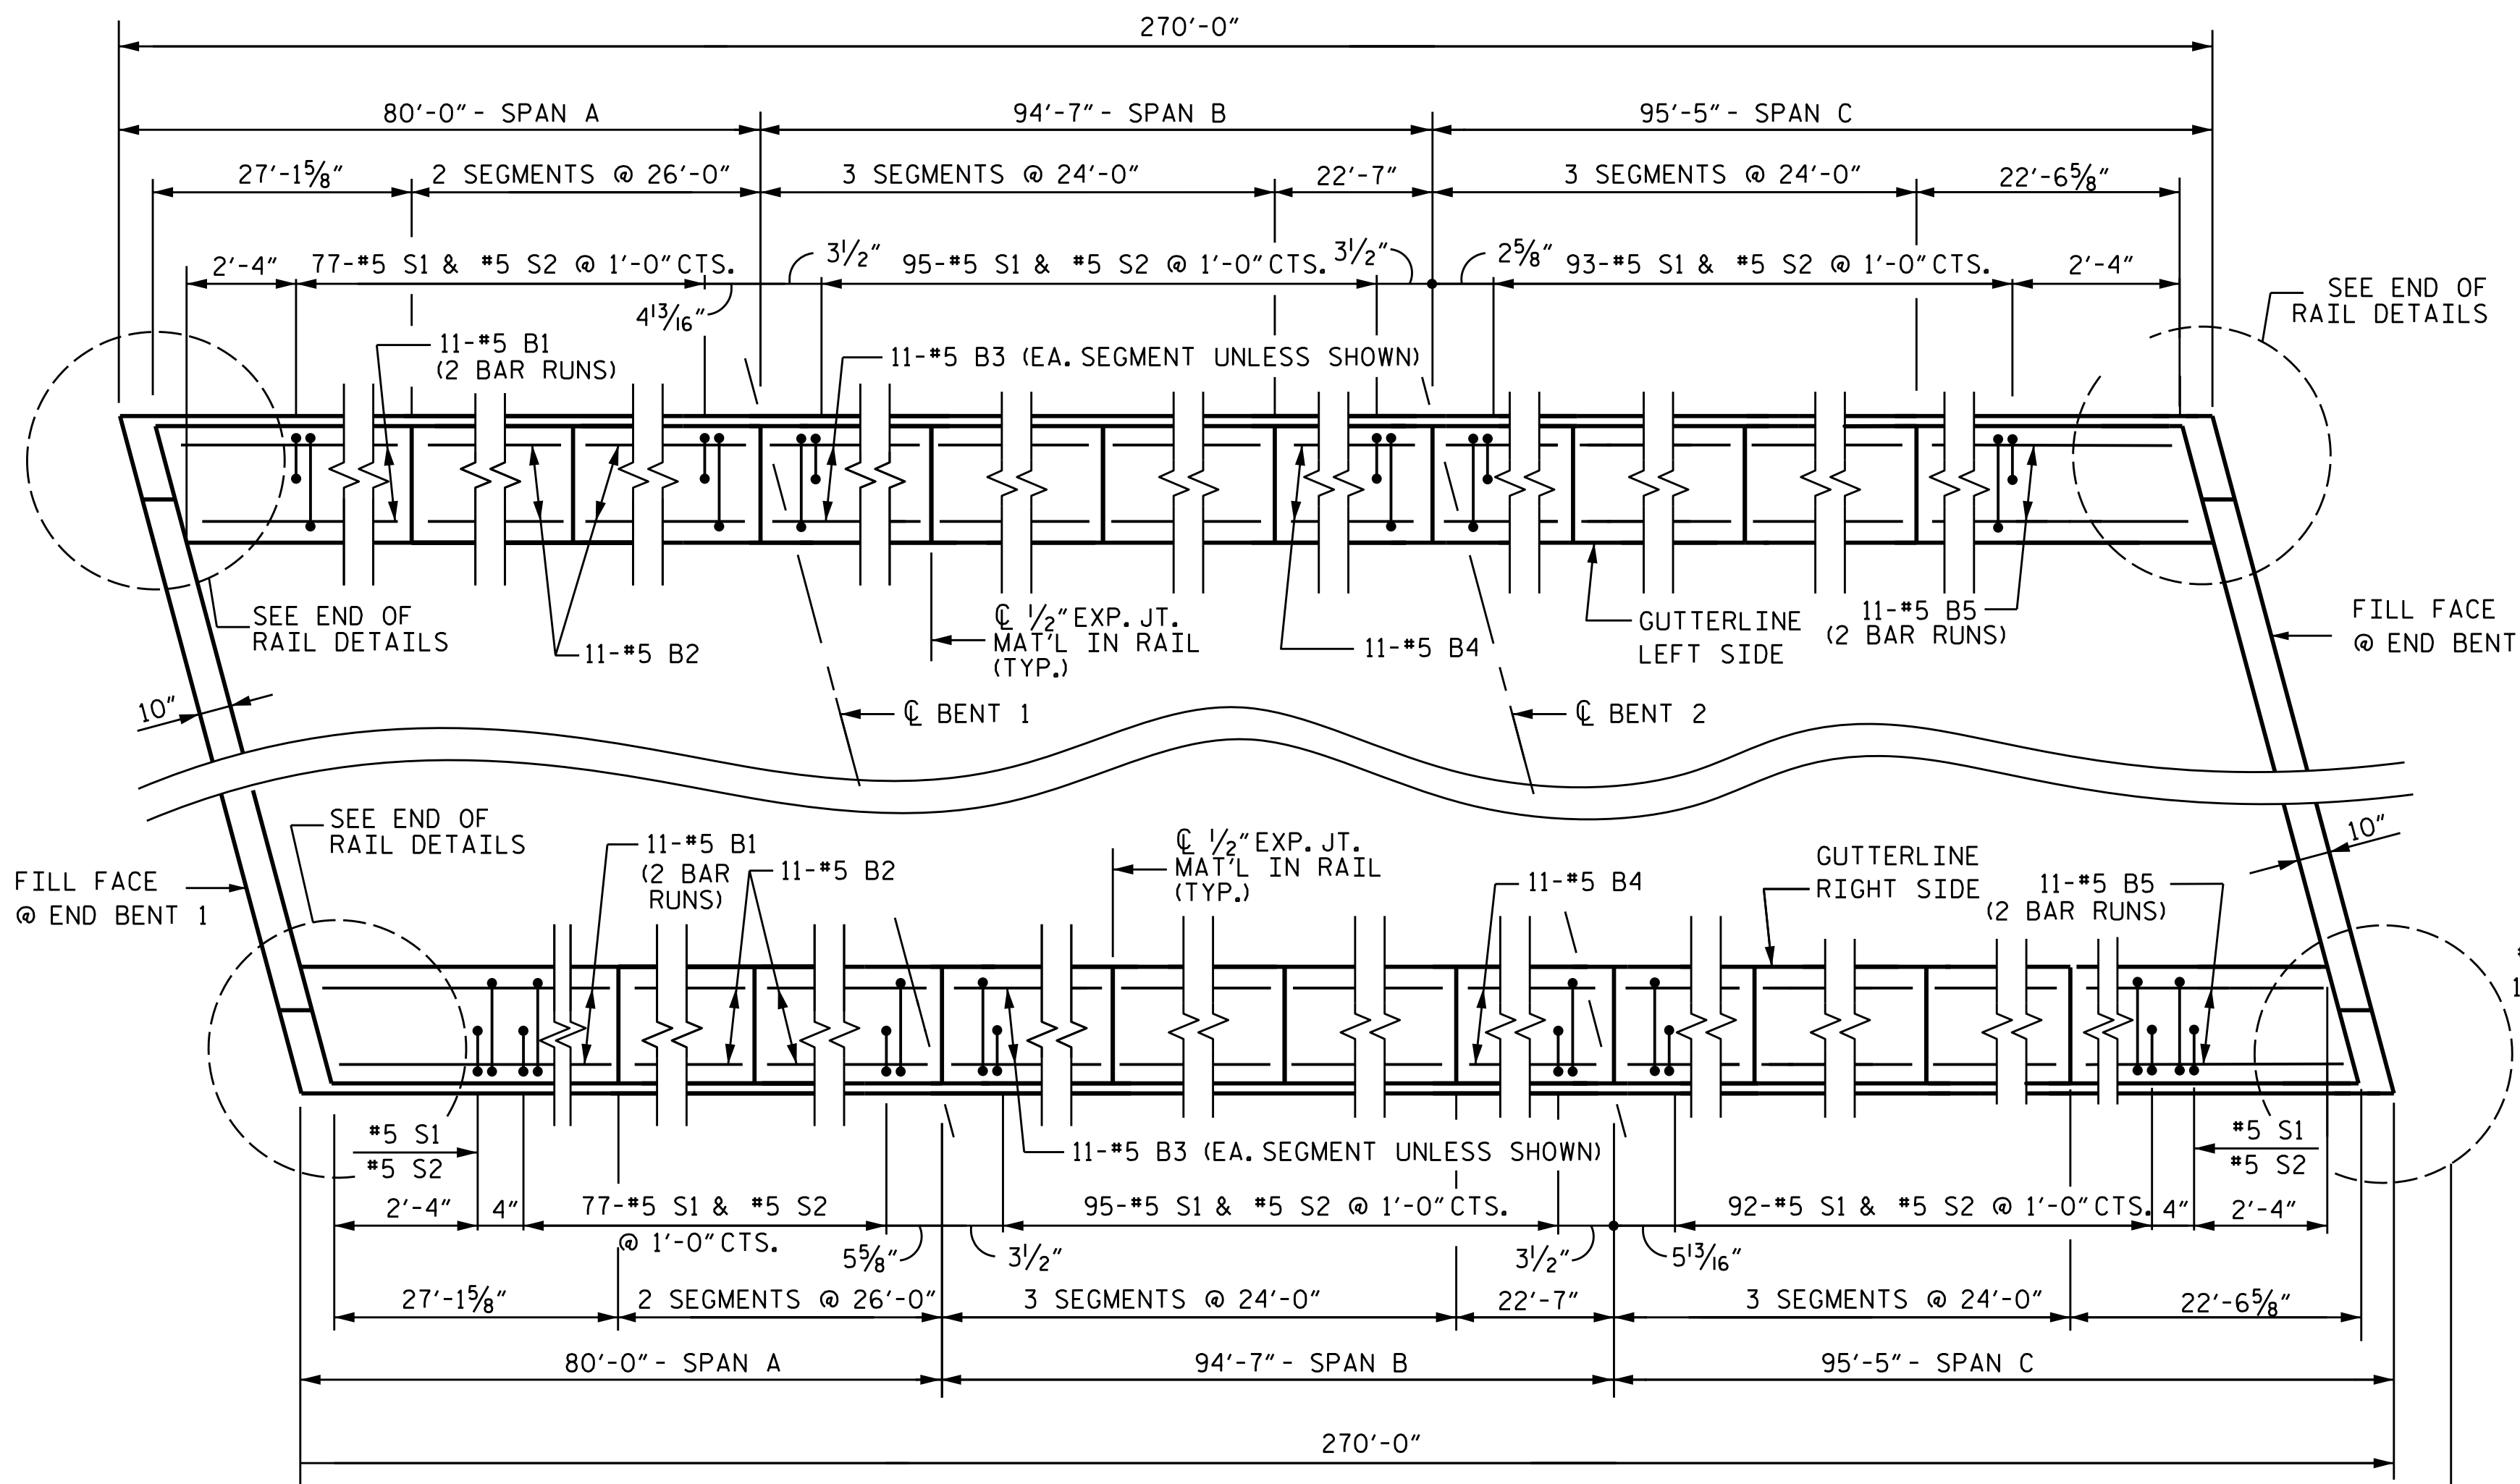 270'-0"
80'-0" - SPAN A
94'-7" - SPAN B
95'-5" - SPAN C
27'-1⅝"
2 SEGMENTS @ 26'-0"
3 SEGMENTS @ 24'-0"
22'-7"
3 SEGMENTS @ 24'-0"
22'-6⅝"
2'-4"
77-#5 S1 & #5 S2 @ 1'-0" CTS.
3½"
95-#5 S1 & #5 S2 @ 1'-0" CTS.
3½"
2⅝"
93-#5 S1 & #5 S2 @ 1'-0" CTS.
2'-4"
4 13/16"
SEE END OF
RAIL DETAILS
11-#5 B1
(2 BAR RUNS)
11-#5 B3 (EA. SEGMENT UNLESS SHOWN)
SEE END OF
RAIL DETAILS
11-#5 B2
℄ ½" EXP. JT.
MAT'L IN RAIL
(TYP.)
11-#5 B4
GUTTERLINE
LEFT SIDE
11-#5 B5
(2 BAR RUNS)
FILL FACE
@ END BENT
10"
℄ BENT 1
℄ BENT 2
SEE END OF
RAIL DETAILS
11-#5 B1
(2 BAR
RUNS)
11-#5 B2
℄ ½" EXP. JT.
MAT'L IN RAIL
(TYP.)
11-#5 B4
GUTTERLINE
RIGHT SIDE
11-#5 B5
(2 BAR RUNS)
10"
FILL FACE
@ END BENT 1
#5 S1
#5 S2
11-#5 B3 (EA. SEGMENT UNLESS SHOWN)
#5 S1
#5 S2
2'-4"
4"
77-#5 S1 & #5 S2
@ 1'-0" CTS.
5⅝"
3½"
95-#5 S1 & #5 S2 @ 1'-0" CTS.
3½"
5 13/16"
92-#5 S1 & #5 S2 @ 1'-0" CTS.
4"
2'-4"
27'-1⅝"
2 SEGMENTS @ 26'-0"
3 SEGMENTS @ 24'-0"
22'-7"
3 SEGMENTS @ 24'-0"
22'-6⅝"
80'-0" - SPAN A
94'-7" - SPAN B
95'-5" - SPAN C
270'-0"